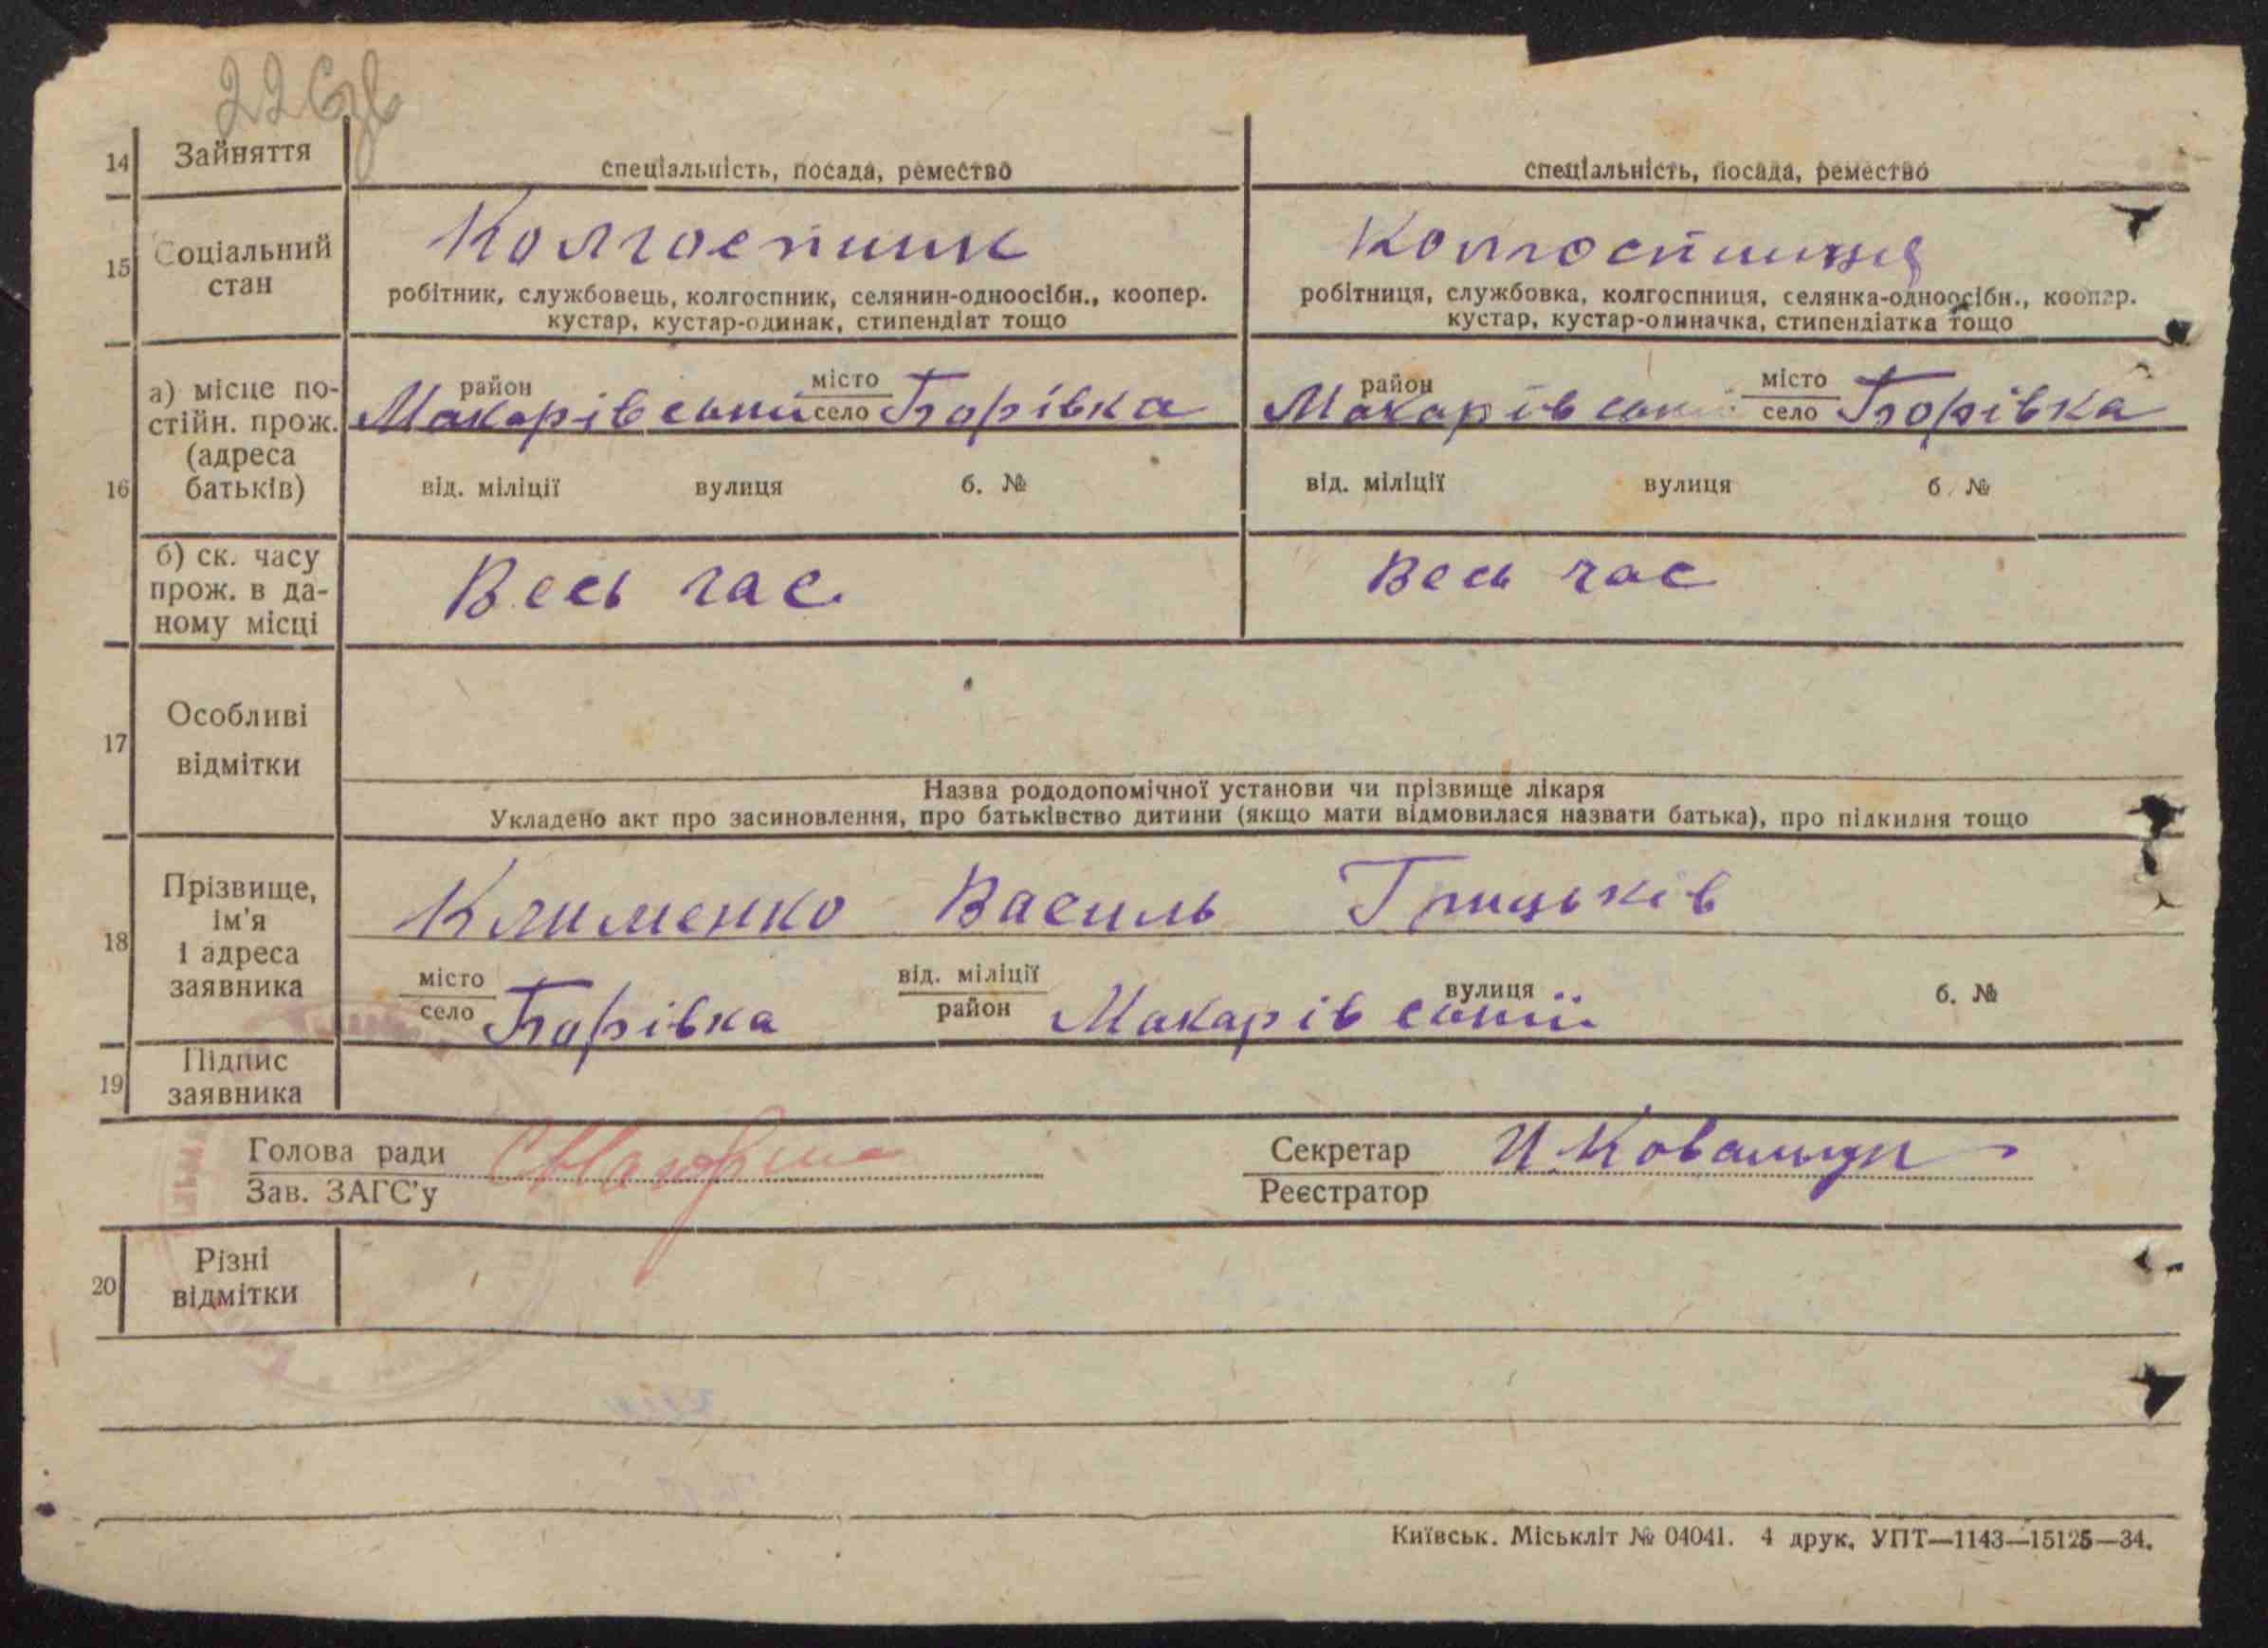 22 зв
14 Зайняття
спеціальність, посада, ремество
спеціальність, посада, ремество
15 Соціальний стан
Колгоспник
робітник, службовець, колгоспник, селянин-одноосібн., коопер.
кустар, кустар-одинак, стипендіат тощо
Колгоспниця
робітниця, службовка, колгоспниця, селянка-одноосібн., коопер.
кустар, кустар-одиначка, стипендіатка тощо
16
а) місце по-
стійн. прож.
(адреса
батьків)
район місто
Макарівський село Борівка
район місто
Макарівський село Борівка
від. міліції вулиця б. №
від. міліції вулиця б. №
б) ск. часу
прож. в да-
ному місці
Весь час
Весь час
17 Особливі
відмітки
Назва рододопомічної установи чи прізвище лікаря
Укладено акт про засиновлення, про батьківство дитини (якщо мати відмовилася назвати батька), про підкидня тощо
18
Прізвище,
ім'я
і адреса
заявника
Клименко Василь Грицьків
місто від. міліції вулиця б. №
село Борівка район Макарівський
19 Підпис
заявника
Голова ради
Зав. ЗАГС'у
Секретар
Реєстратор
20 Різні
відмітки
Київськ. Міськліт № 04041. 4 друк. УПТ—1143—15125—34.